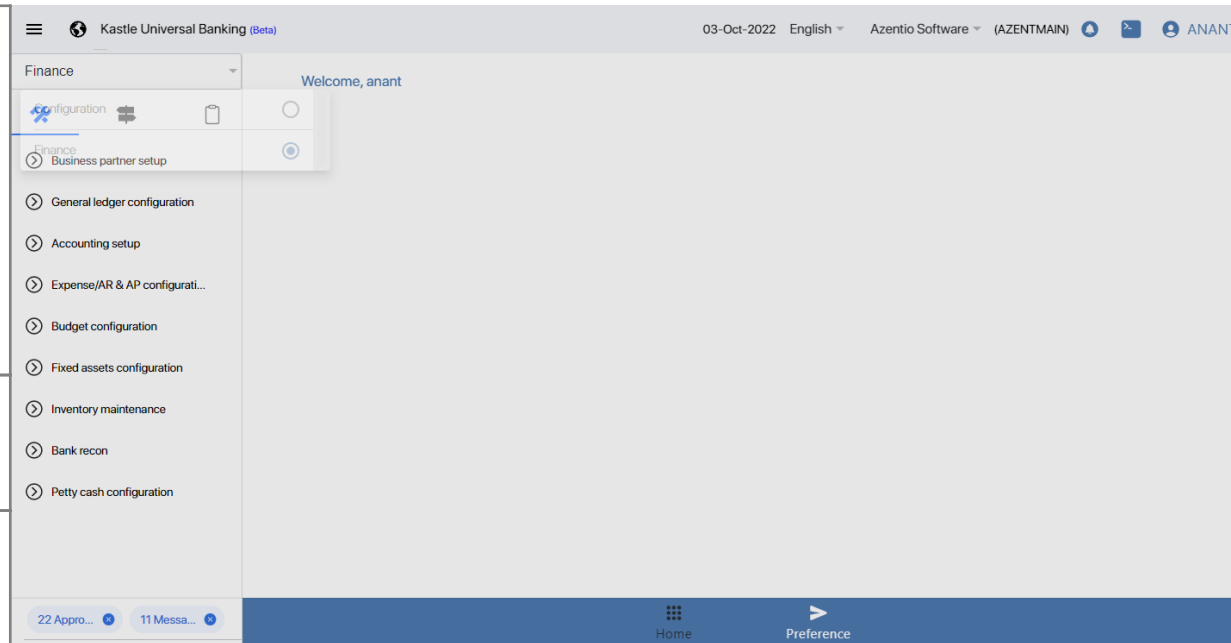 Kastle Universal Banking (Beta)
03-Oct-2022 English Azentio Software (AZENTMAIN) ANANT
Finance
Welcome, anant
Configuration
Finance
Business partner setup
General ledger configuration
Accounting setup
Expense/AR & AP configurati...
Budget configuration
Fixed assets configuration
Inventory maintenance
Bank recon
Petty cash configuration
22 Appro... 11 Messa...
Home Preference